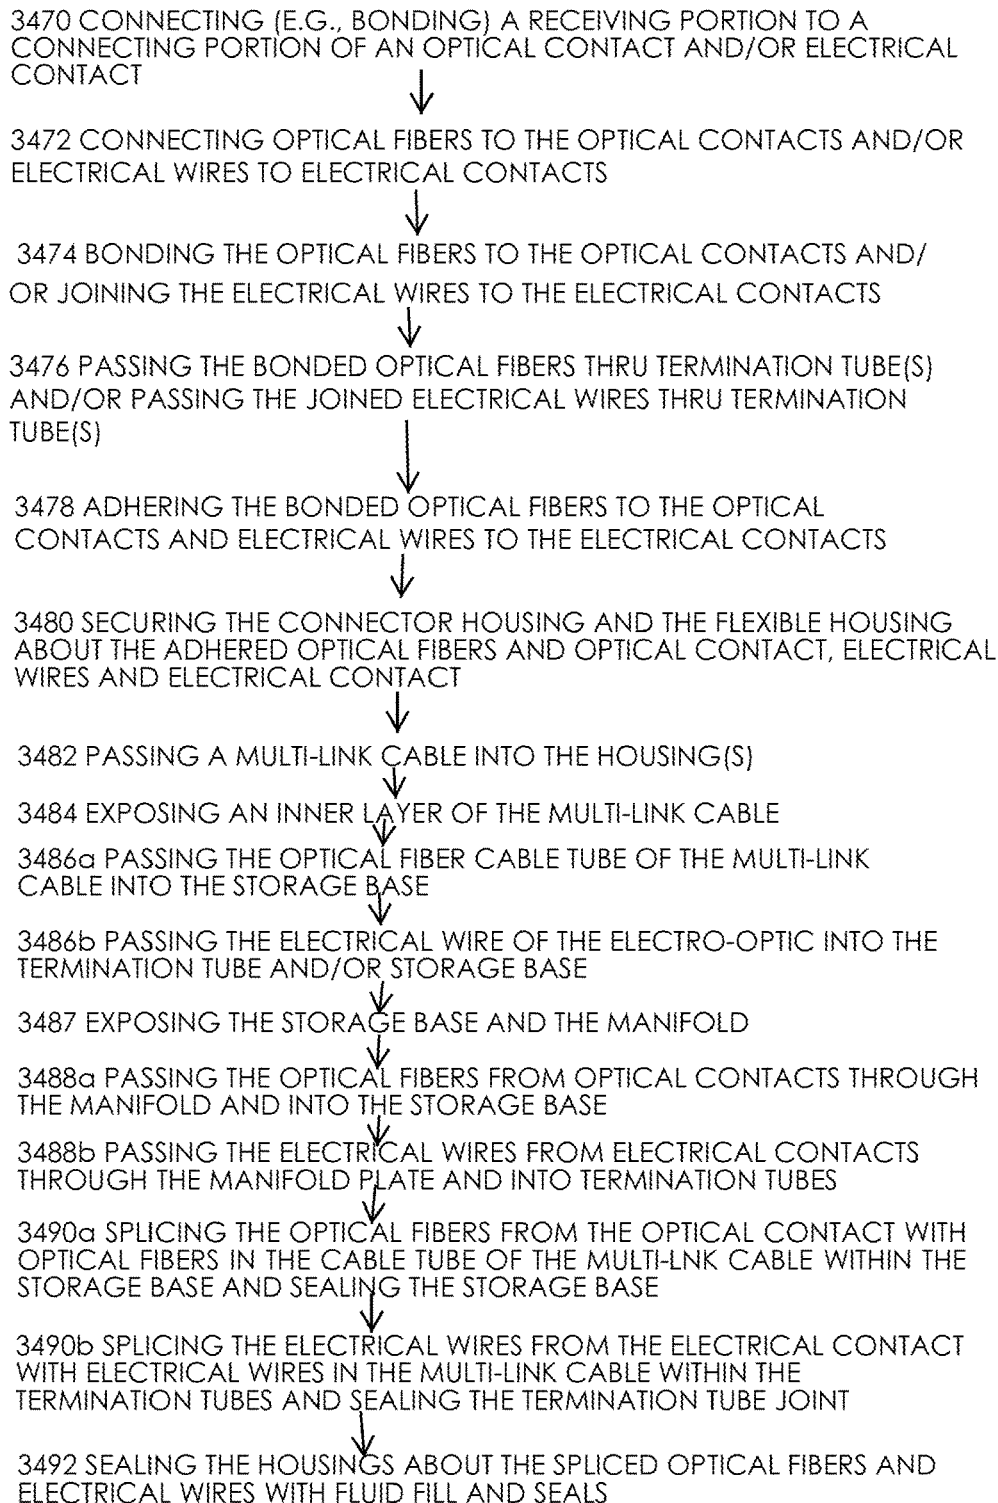 3470 CONNECTING (E.G., BONDING) A RECEIVING PORTION TO A
CONNECTING PORTION OF AN OPTICAL CONTACT AND/OR ELECTRICAL
CONTACT
3472 CONNECTING OPTICAL FIBERS TO THE OPTICAL CONTACTS AND/OR
ELECTRICAL WIRES TO ELECTRICAL CONTACTS
3474 BONDING THE OPTICAL FIBERS TO THE OPTICAL CONTACTS AND/
OR JOINING THE ELECTRICAL WIRES TO THE ELECTRICAL CONTACTS
3476 PASSING THE BONDED OPTICAL FIBERS THRU TERMINATION TUBE(S)
AND/OR PASSING THE JOINED ELECTRICAL WIRES THRU TERMINATION
TUBE(S)
3478 ADHERING THE BONDED OPTICAL FIBERS TO THE OPTICAL
CONTACTS AND ELECTRICAL WIRES TO THE ELECTRICAL CONTACTS
3480 SECURING THE CONNECTOR HOUSING AND THE FLEXIBLE HOUSING
ABOUT THE ADHERED OPTICAL FIBERS AND OPTICAL CONTACT, ELECTRICAL
WIRES AND ELECTRICAL CONTACT
3482 PASSING A MULTI-LINK CABLE INTO THE HOUSING(S)
3484 EXPOSING AN INNER LAYER OF THE MULTI-LINK CABLE
3486a PASSING THE OPTICAL FIBER CABLE TUBE OF THE MULTI-LINK
CABLE INTO THE STORAGE BASE
3486b PASSING THE ELECTRICAL WIRE OF THE ELECTRO-OPTIC INTO THE
TERMINATION TUBE AND/OR STORAGE BASE
3487 EXPOSING THE STORAGE BASE AND THE MANIFOLD
3488a PASSING THE OPTICAL FIBERS FROM OPTICAL CONTACTS THROUGH
THE MANIFOLD AND INTO THE STORAGE BASE
3488b PASSING THE ELECTRICAL WIRES FROM ELECTRICAL CONTACTS
THROUGH THE MANIFOLD PLATE AND INTO TERMINATION TUBES
3490a SPLICING THE OPTICAL FIBERS FROM THE OPTICAL CONTACT WITH
OPTICAL FIBERS IN THE CABLE TUBE OF THE MULTI-LNK CABLE WITHIN THE
STORAGE BASE AND SEALING THE STORAGE BASE
3490b SPLICING THE ELECTRICAL WIRES FROM THE ELECTRICAL CONTACT
WITH ELECTRICAL WIRES IN THE MULTI-LINK CABLE WITHIN THE
TERMINATION TUBES AND SEALING THE TERMINATION TUBE JOINT
3492 SEALING THE HOUSINGS ABOUT THE SPLICED OPTICAL FIBERS AND
ELECTRICAL WIRES WITH FLUID FILL AND SEALS